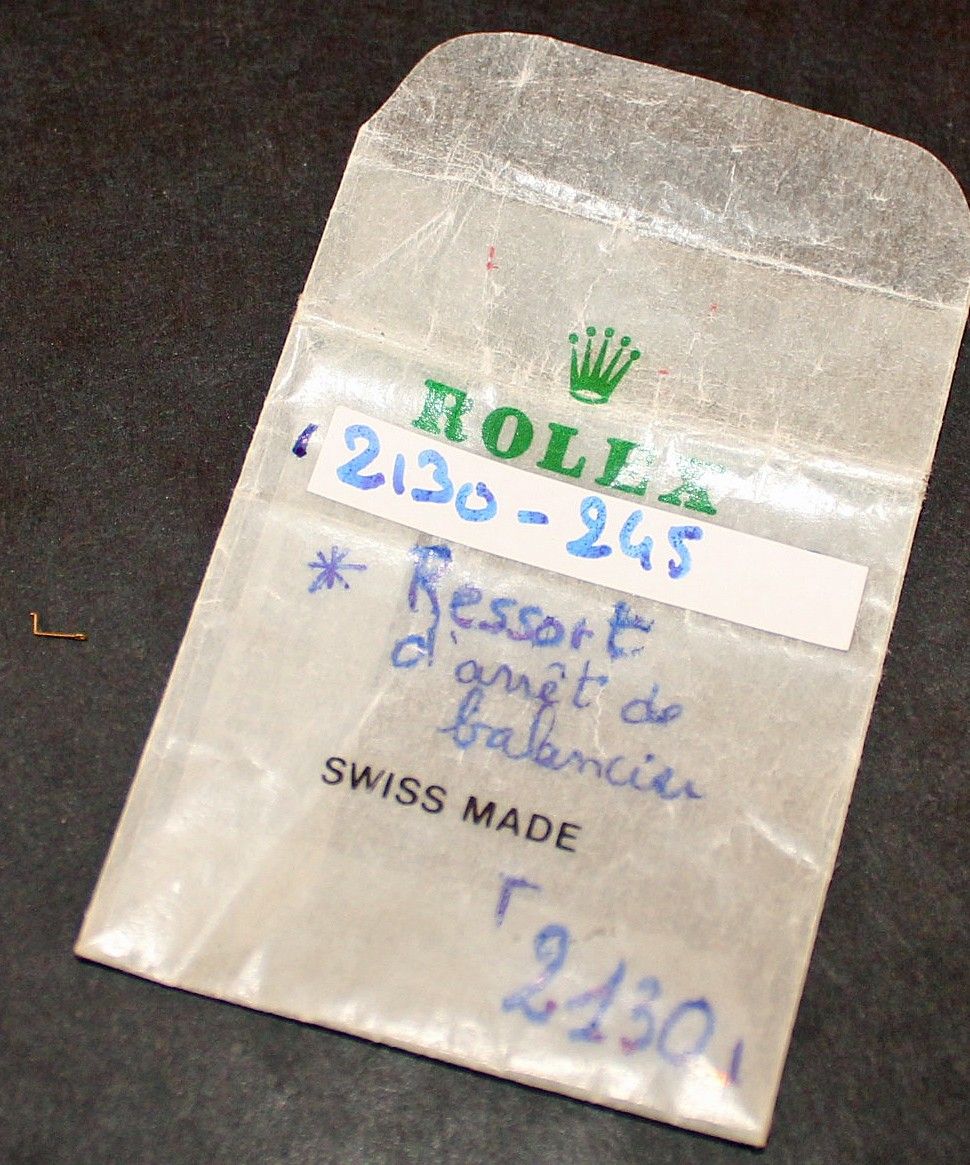 ROLEX
2130-245
* Ressort
d'arrêt de
balancier
SWISS MADE
2130